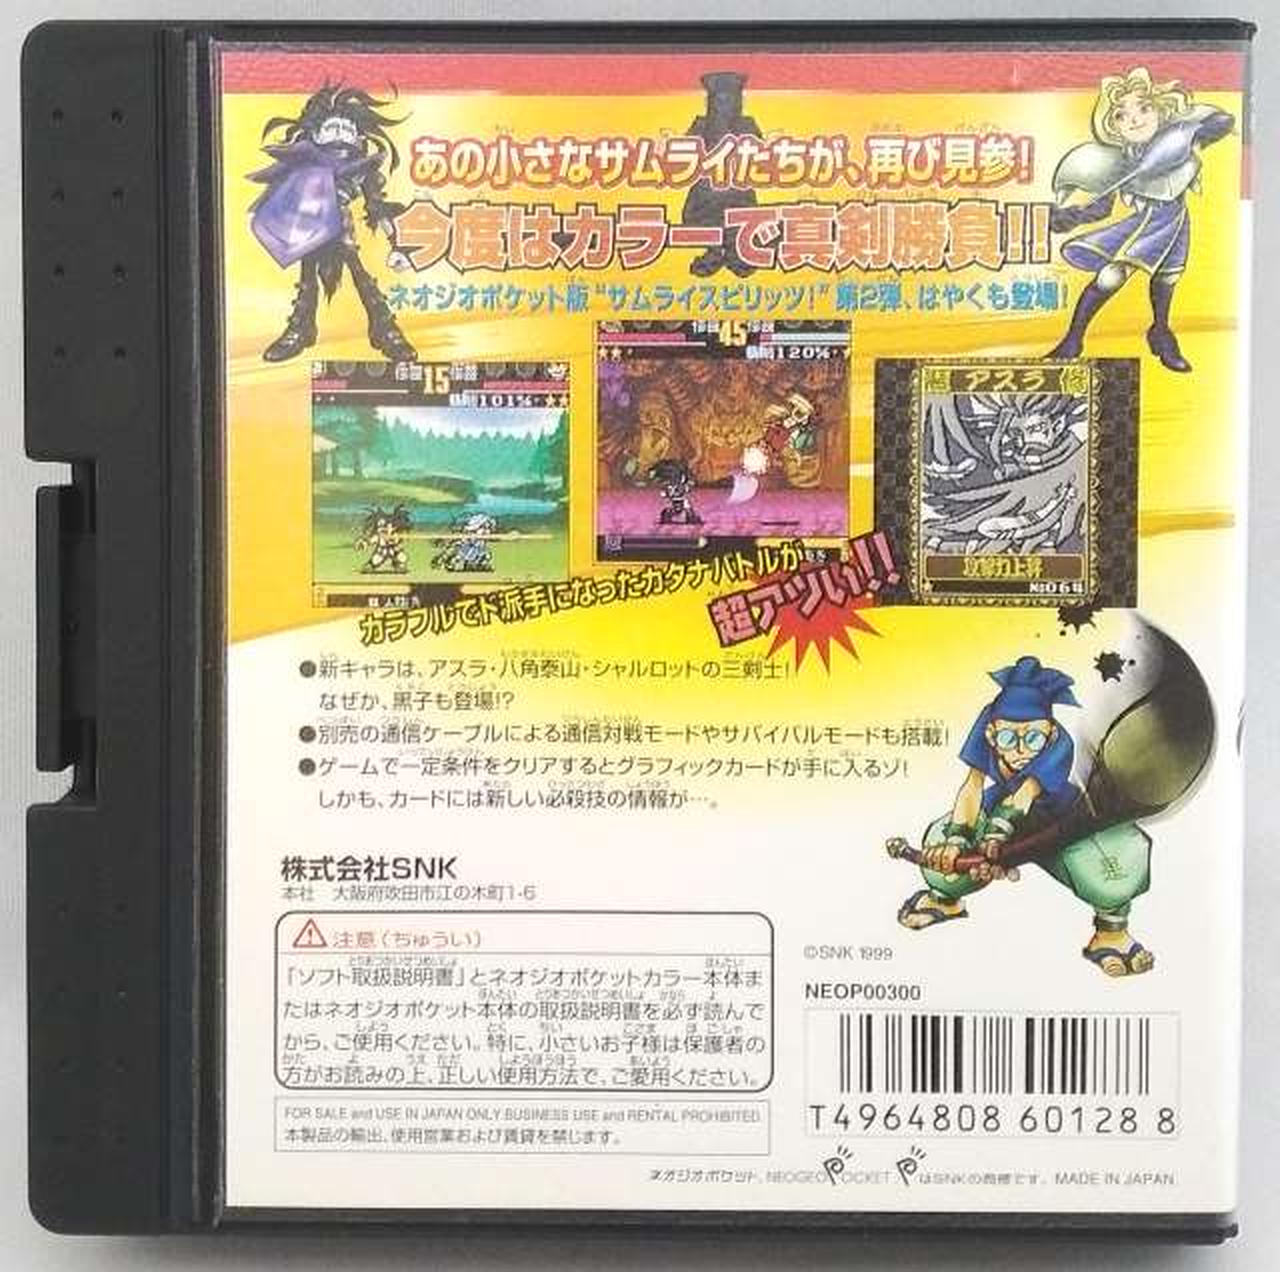 あの小さなサムライたちが、再び見参!
今度はカラーで真剣勝負!!
ネオジオポケット版“サムライスピリッツ!”第2弾、はやくも登場!
15
101%
45
120%
アスラ
攻撃力上昇
No064
カラフルでド派手になったカタナバトルが
超アツい!!
●新キャラは、アスラ・八角泰山・シャルロットの三剣士!
なぜか、黒子も登場!?
●別売の通信ケーブルによる通信対戦モードやサバイバルモードも搭載!
●ゲームで一定条件をクリアするとグラフィックカードが手に入るゾ!
しかも、カードには新しい必殺技の情報が…。
株式会社SNK
本社 大阪府吹田市江の木町1-6
注意(ちゅうい)
「ソフト取扱説明書」とネオジオポケットカラー本体ま
たはネオジオポケット本体の取扱説明書を必ず読んで
から、ご使用ください。特に、小さいお子様は保護者の
方がお読みの上、正しい使用方法で、ご愛用ください。
FOR SALE and USE IN JAPAN ONLY.BUSINESS USE and RENTAL PROHIBITED.
本製品の輸出、使用営業および賃貸を禁じます。
©SNK 1999
NEOP00300
T4964808 60128 8
ネオジオポケット, NEOGEO POCKET はSNKの商標です。 MADE IN JAPAN